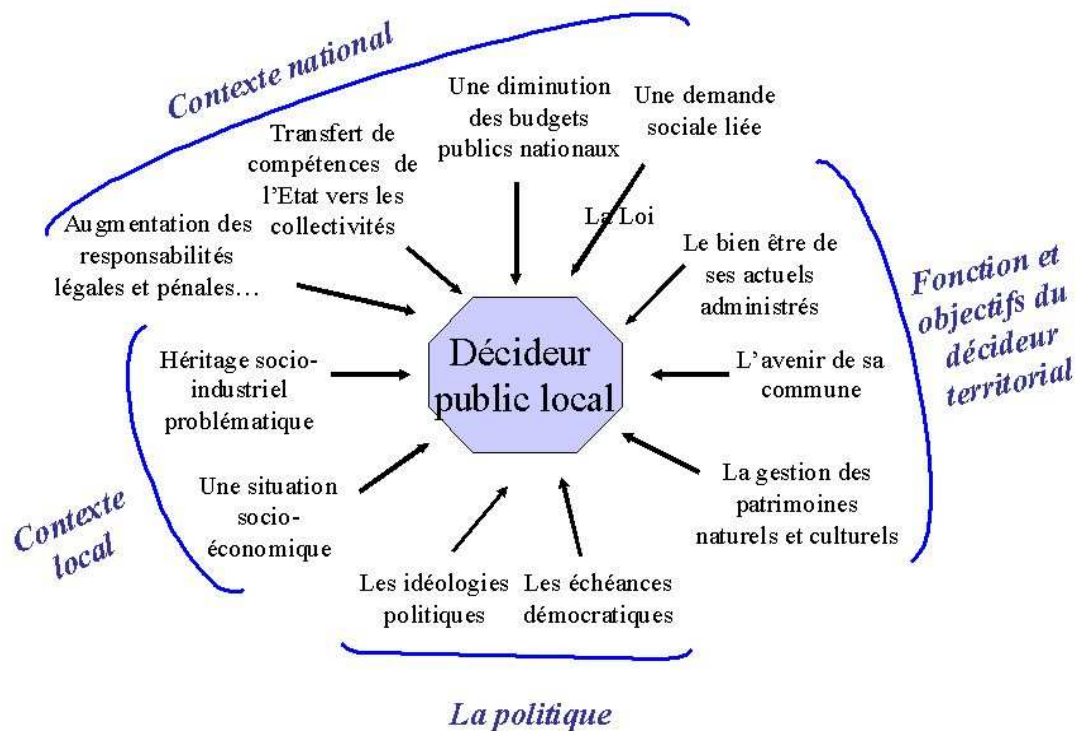 Contexte national
Une diminution
des budgets
publics nationaux
Une demande
sociale liée
Transfert de
compétences de
l'Etat vers les
collectivités
Augmentation des
responsabilités
légales et pénales…
La Loi
Le bien être de
ses actuels
administrés
Fonction et
objectifs du
décideur
territorial
Décideur
public local
Héritage socio-
industriel
problématique
L'avenir de sa
commune
Une situation
socio-
économique
La gestion des
patrimoines
naturels et culturels
Contexte
local
Les idéologies
politiques
Les échéances
démocratiques
La politique